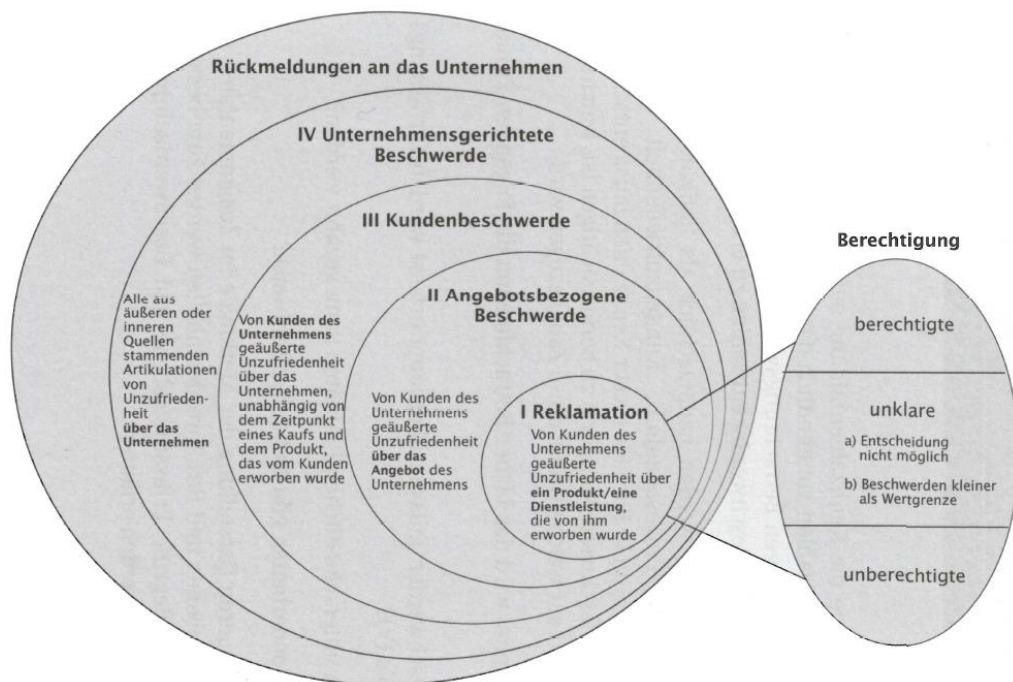 Rückmeldungen an das Unternehmen
IV Unternehmensgerichtete
Beschwerde
III Kundenbeschwerde
II Angebotsbezogene
Beschwerde
Alle aus
äußeren oder
inneren
Quellen
stammenden
Artikulationen
von
Unzufrieden-
heit
über das
Unternehmen
Von Kunden des
Unternehmens
geäußerte
Unzufriedenheit
über das
Unternehmen,
unabhängig von
dem Zeitpunkt
eines Kaufs und
dem Produkt,
das vom Kunden
erworben wurde
Von Kunden des
Unternehmens
geäußerte
Unzufriedenheit
über das
Angebot des
Unternehmens
I Reklamation
Von Kunden des
Unternehmens
geäußerte
Unzufriedenheit über
ein Produkt/eine
Dienstleistung,
die von ihm
erworben wurde
Berechtigung
berechtigte
unklare
a) Entscheidung
nicht möglich
b) Beschwerden kleiner
als Wertgrenze
unberechtigte